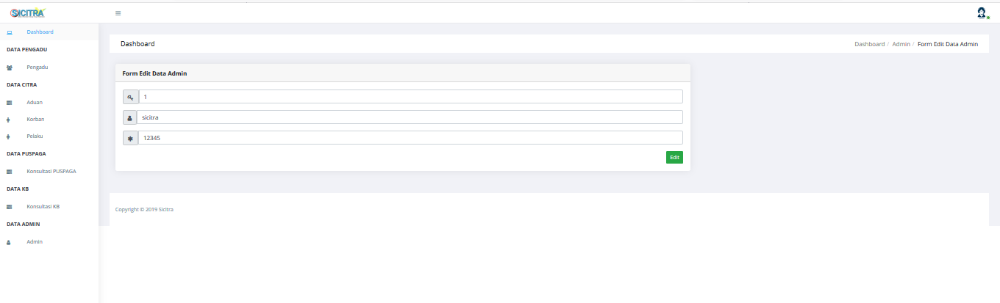 SICITRA
Dashboard
DATA PENGADU
Pengadu
DATA CITRA
Aduan
Korban
Pelaku
DATA PUSPAGA
Konsultasi PUSPAGA
DATA KB
Konsultasi KB
DATA ADMIN
Admin
Dashboard
Dashboard / Admin / Form Edit Data Admin
Form Edit Data Admin
1
sicitra
12345
Edit
Copyright © 2019 Sicitra